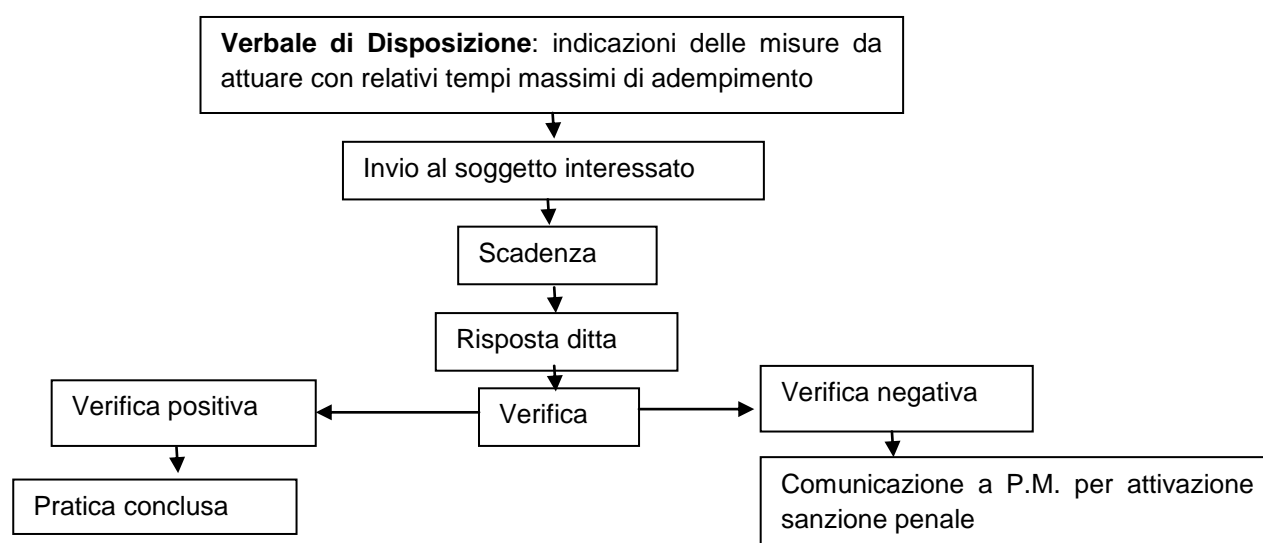 Verbale di Disposizione: indicazioni delle misure da
attuare con relativi tempi massimi di adempimento
Invio al soggetto interessato
Scadenza
Risposta ditta
Verifica positiva
Verifica
Verifica negativa
Pratica conclusa
Comunicazione a P.M. per attivazione
sanzione penale